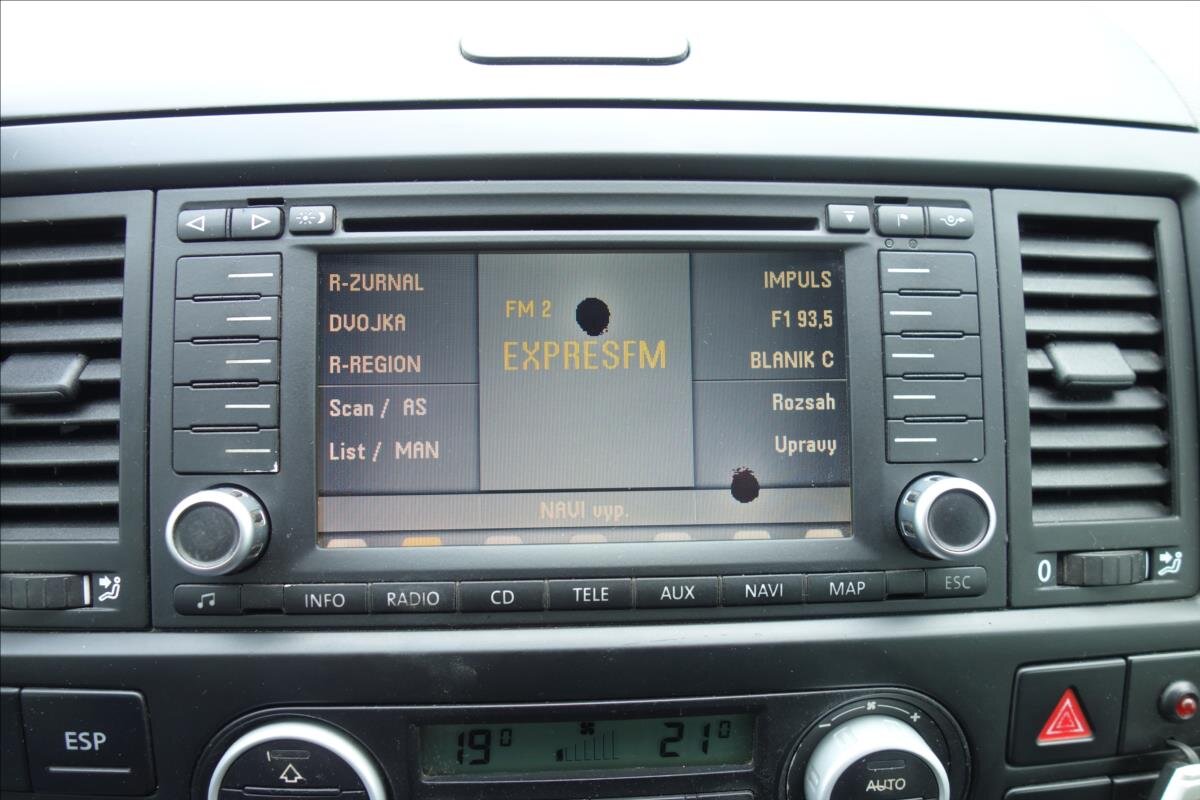 R-ZURNAL
DVOJKA
R-REGION
Scan / AS
List / MAN
FM 2
EXPRESFM
IMPULS
F1 93,5
BLANIK C
Rozsah
Upravy
NAVI vyp.
INFO RADIO CD TELE AUX NAVI MAP ESC
0
ESP
19° 21°
- +
AUTO